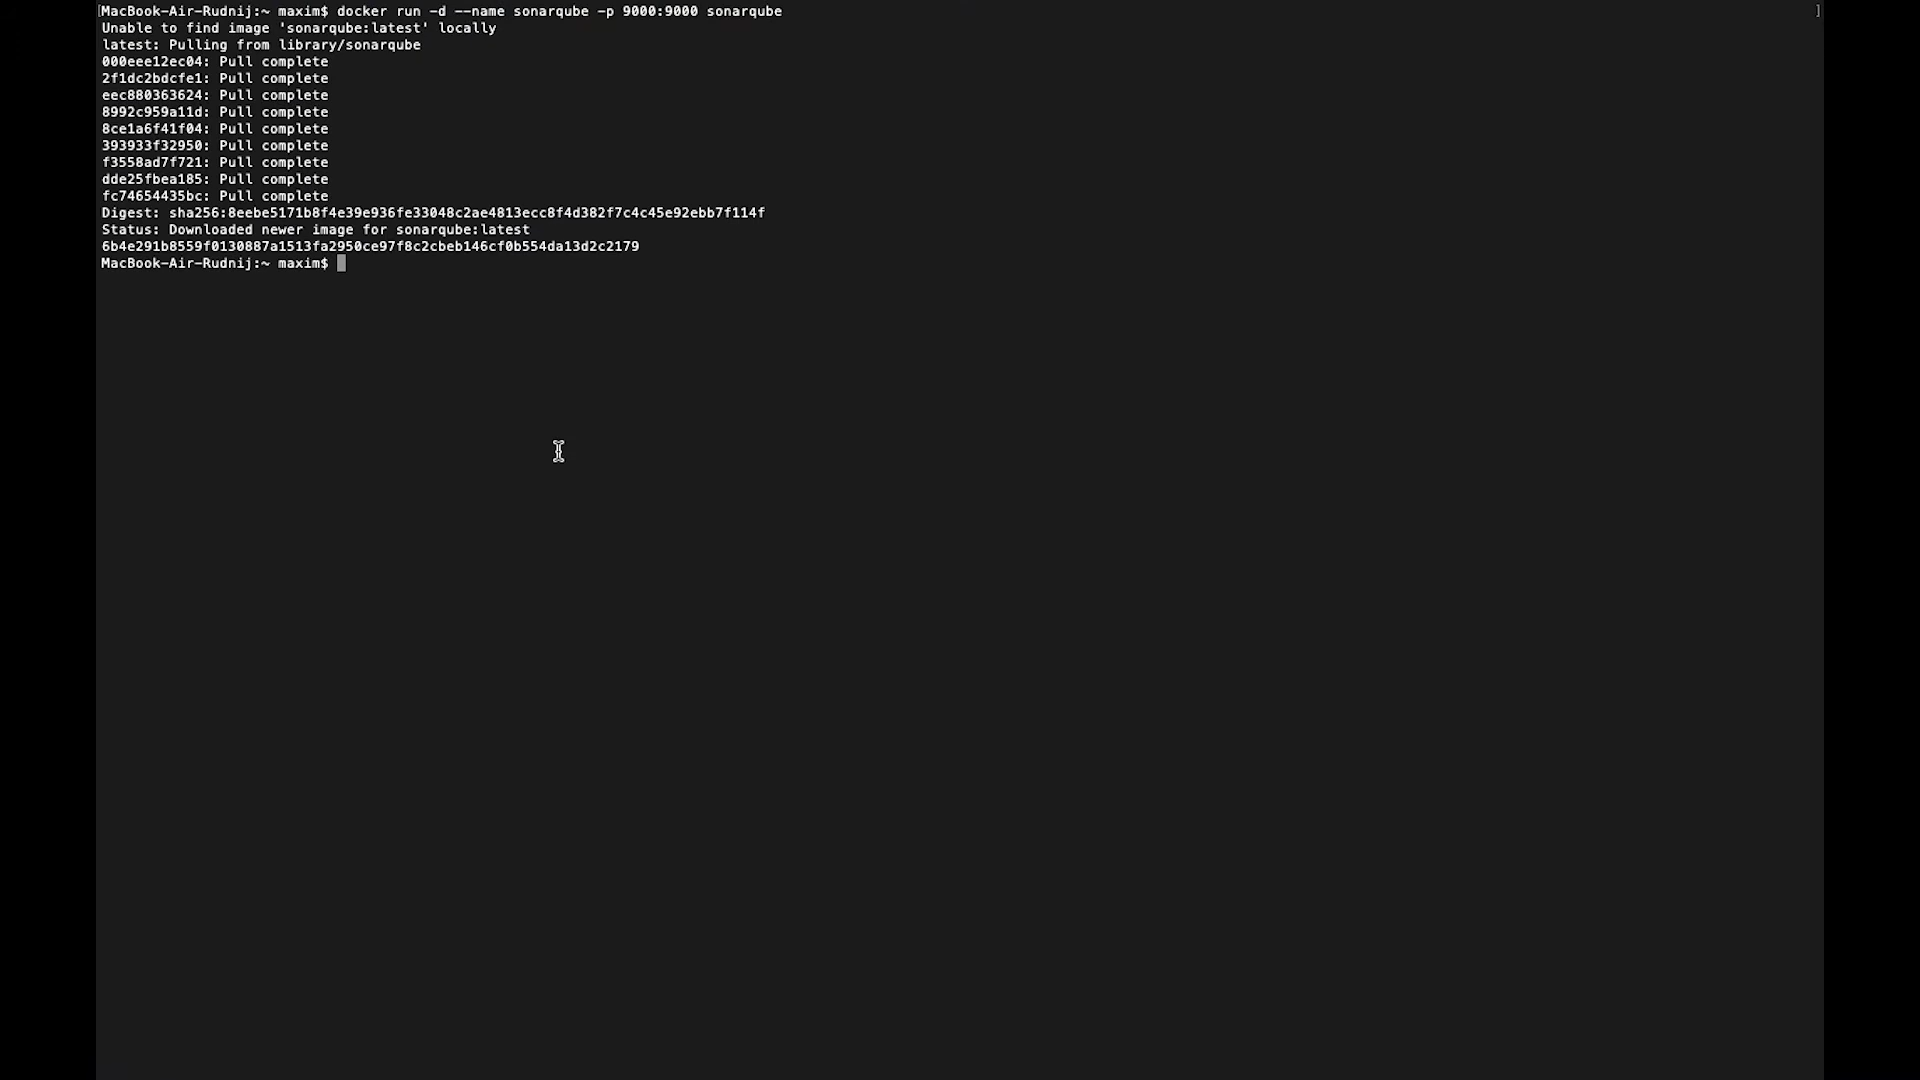 [MacBook-Air-Rudnij:~ maxim$ docker run -d --name sonarqube -p 9000:9000 sonarqube ]
Unable to find image 'sonarqube:latest' locally
latest: Pulling from library/sonarqube
000eee12ec04: Pull complete
2f1dc2bdcfe1: Pull complete
eec880363624: Pull complete
8992c959a11d: Pull complete
8ce1a6f41f04: Pull complete
393933f32950: Pull complete
f3558ad7f721: Pull complete
dde25fbea185: Pull complete
fc74654435bc: Pull complete
Digest: sha256:8eebe5171b8f4e39e936fe33048c2ae4813ecc8f4d382f7c4c45e92ebb7f114f
Status: Downloaded newer image for sonarqube:latest
6b4e291b8559f0130887a1513fa2950ce97f8c2cbeb146cf0b554da13d2c2179
MacBook-Air-Rudnij:~ maxim$